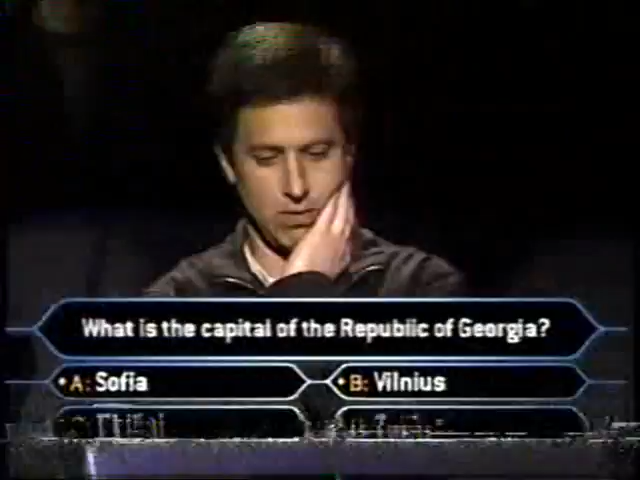 What is the capital of the Republic of Georgia?
A: Sofia
B: Vilnius